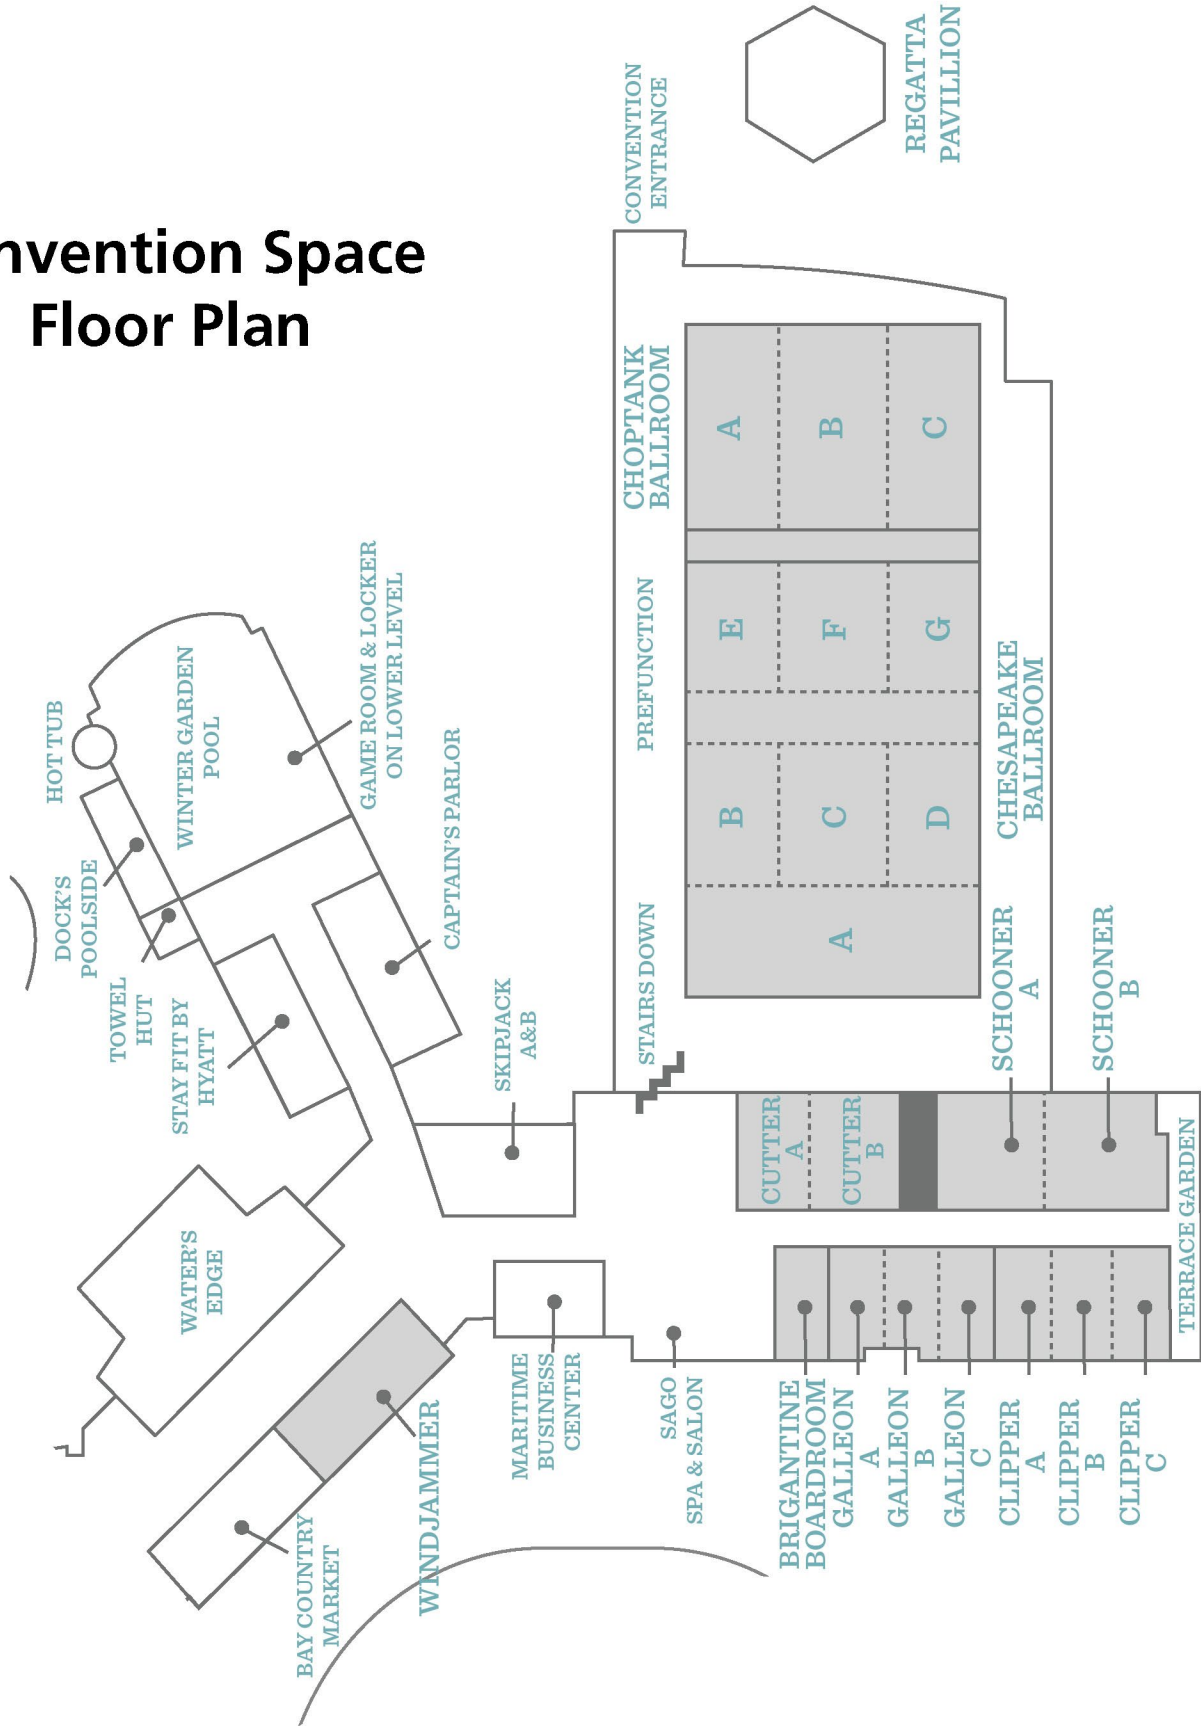 nvention Space
Floor Plan
REGATTA
PAVILLION
CONVENTION
ENTRANCE
CHOPTANK
BALLROOM
A
B
C
PREFUNCTION
E
F
G
B
C
D
A
CHESAPEAKE
BALLROOM
STAIRS DOWN
SCHOONER
A
SCHOONER
B
HOT TUB
WINTER GARDEN
POOL
GAME ROOM & LOCKER
ON LOWER LEVEL
DOCK'S
POOLSIDE
CAPTAIN'S PARLOR
TOWEL
HUT
STAY FIT BY
HYATT
SKIPJACK
A&B
CUTTER
A
CUTTER
B
TERRACE GARDEN
WATER'S
EDGE
MARITIME
BUSINESS
CENTER
SAGO
SPA & SALON
WINDJAMMER
BAY COUNTRY
MARKET
BRIGANTINE
BOARDROOM
GALLEON
A
GALLEON
B
GALLEON
C
CLIPPER
A
CLIPPER
B
CLIPPER
C